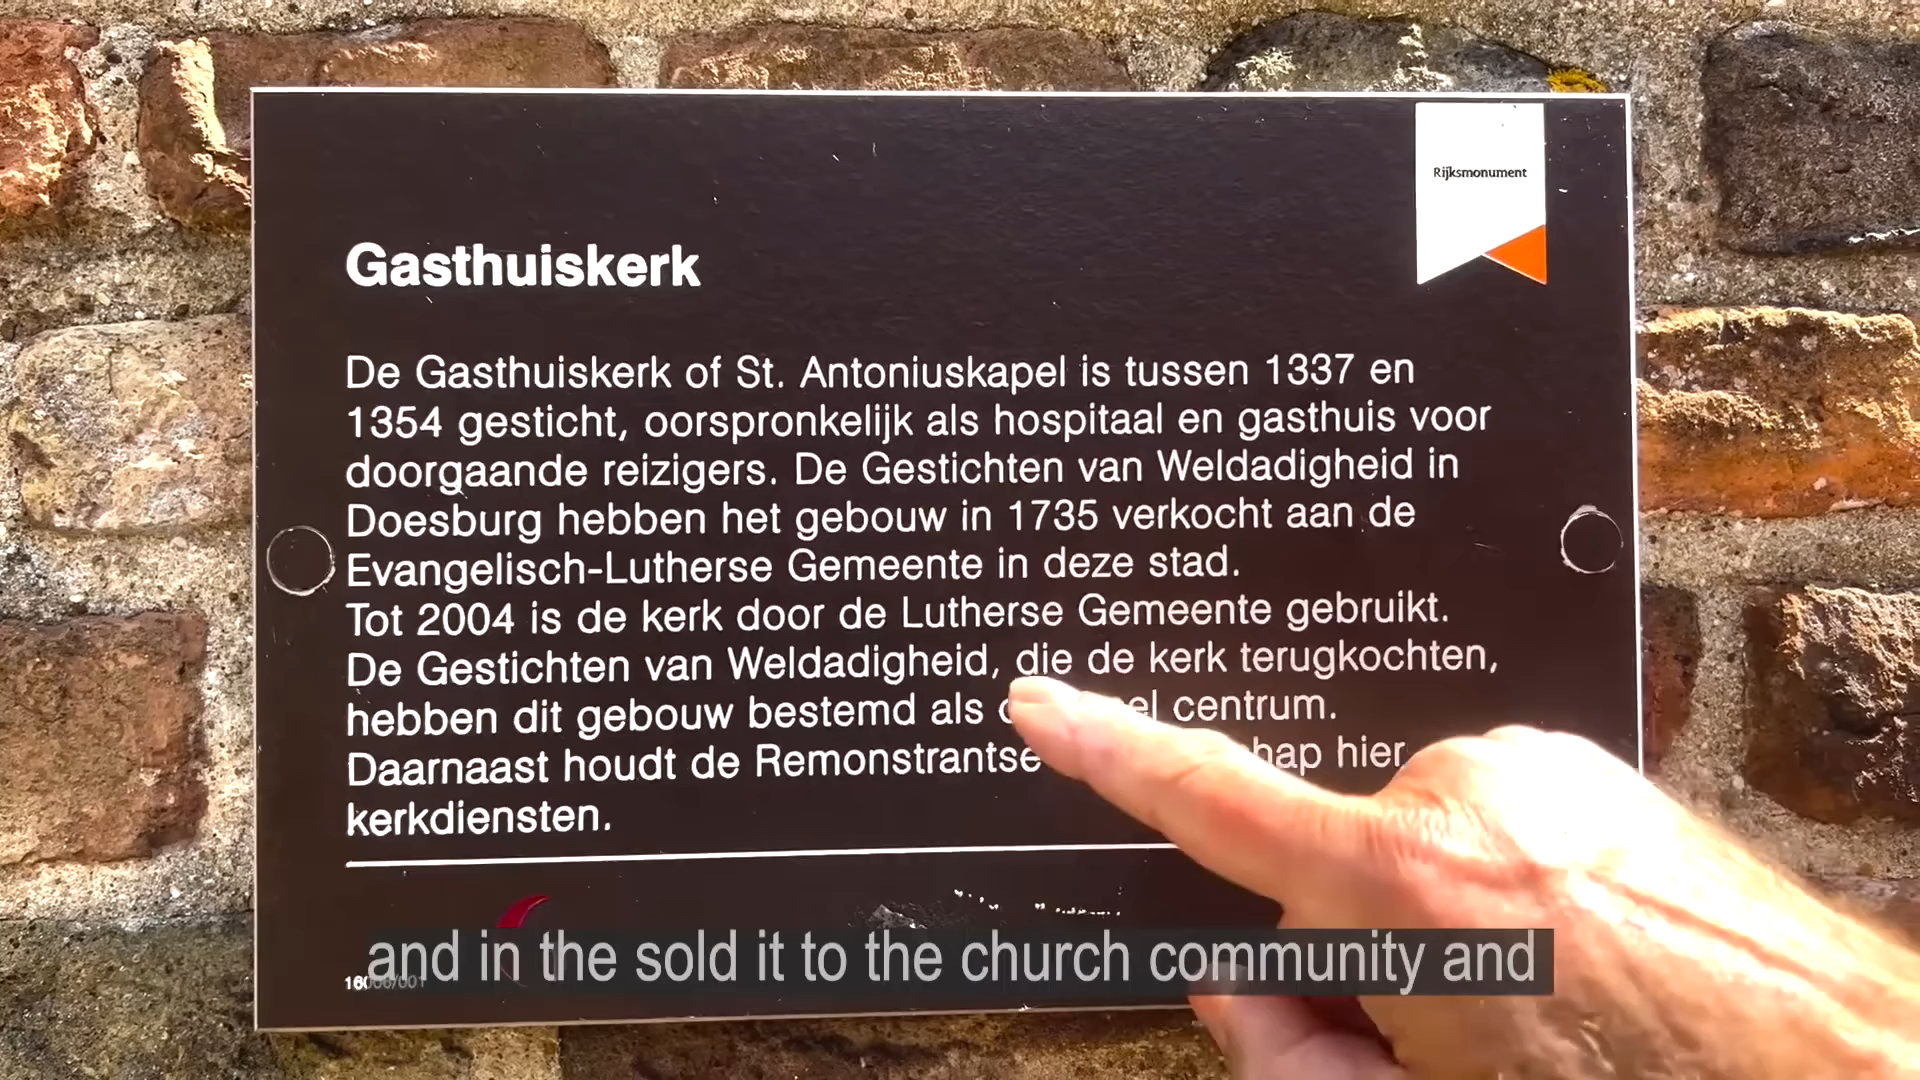 Rijksmonument
Gasthuiskerk
De Gasthuiskerk of St. Antoniuskapel is tussen 1337 en
1354 gesticht, oorspronkelijk als hospitaal en gasthuis voor
doorgaande reizigers. De Gestichten van Weldadigheid in
Doesburg hebben het gebouw in 1735 verkocht aan de
Evangelisch-Lutherse Gemeente in deze stad.
Tot 2004 is de kerk door de Lutherse Gemeente gebruikt.
De Gestichten van Weldadigheid, die de kerk terugkochten,
hebben dit gebouw bestemd als centrum.
Daarnaast houdt de Remonstrantse hier
kerkdiensten.
and in the sold it to the church community and